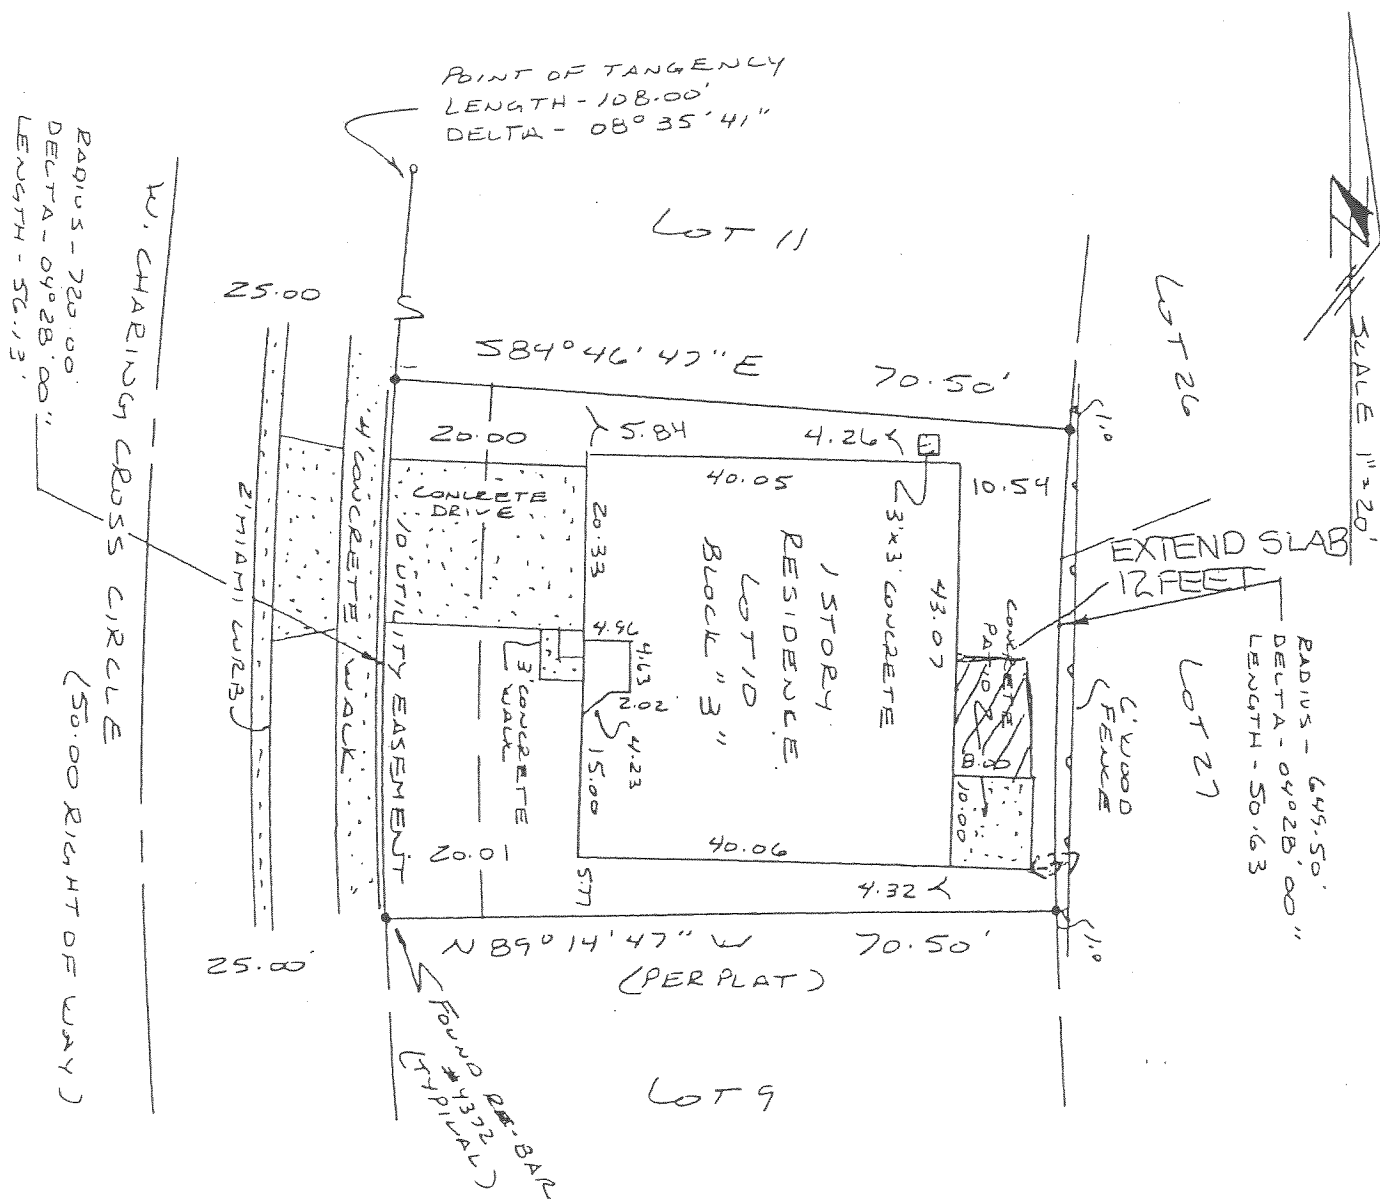 POINT OF TANGENCY
LENGTH - 108.00'
DELTA - 08° 35' 41"
RADIUS - 720.00'
DELTA - 04° 28' 00"
LENGTH - 56.13'
W. CHARING CROSS CIRCLE
(50.00 RIGHT OF WAY)
LOT 11
LOT 26
SCALE 1"=20'
25.00
S84° 46' 47" E
70.50'
1.0
2' MIAMI CURB
4' CONCRETE WALK
10' UTILITY EASEMENT
20.00
CONCRETE
DRIVE
5.84
4.26
40.05
10.54
20.33
3'x3' CONCRETE
43.07
1 STORY
RESIDENCE
LOT 10
BLOCK "3"
EXTEND SLAB
12 FEET
CONCRETE
PATIO
8.00
10.00
4.96
4.63
2.02
4.23
15.00
3' CONCRETE
WALK
6' WOOD
FENCE
LOT 27
RADIUS - 645.50'
DELTA - 04° 28' 00"
LENGTH - 50.63
20.01
40.06
5.77
4.32
25.00'
N 89° 14' 47" W
70.50'
(PER PLAT)
1.0
FOUND RE-BAR
#4372
(TYPICAL)
LOT 9